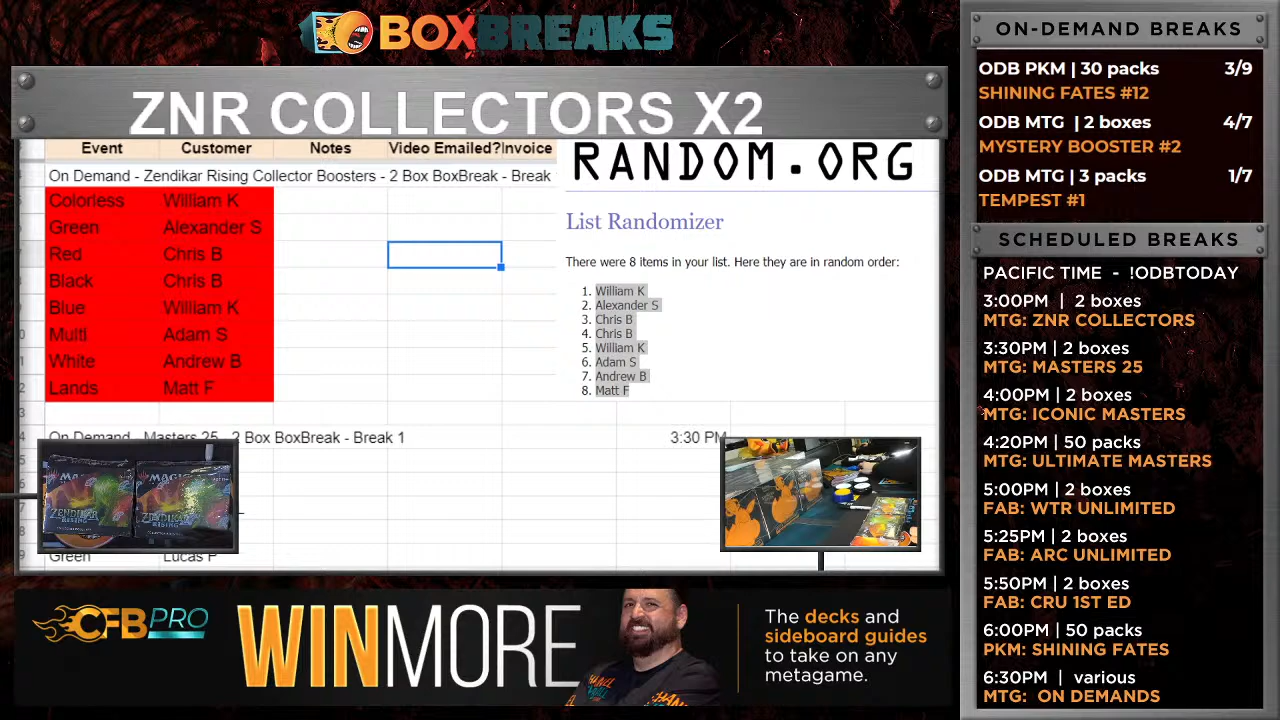 BOXBREAKS
ZNR COLLECTORS X2
Event Customer Notes Video Emailed? Invoice
On Demand - Zendikar Rising Collector Boosters - 2 Box BoxBreak - Break
Colorless William K
Green Alexander S
Red Chris B
Black Chris B
Blue William K
Multi Adam S
White Andrew B
Lands Matt F
On Demand - Masters 25 - 2 Box BoxBreak - Break 1 3:30 PM
Green Lucas P
RANDOM.ORG
List Randomizer
There were 8 items in your list. Here they are in random order:
1. William K
2. Alexander S
3. Chris B
4. Chris B
5. William K
6. Adam S
7. Andrew B
8. Matt F
ZENDIKAR
RISING
ZENDIKAR
RISING
CFB PRO
WINMORE
The decks and
sideboard guides
to take on any
metagame.
ON-DEMAND BREAKS
ODB PKM | 30 packs 3/9
SHINING FATES #12
ODB MTG | 2 boxes 4/7
MYSTERY BOOSTER #2
ODB MTG | 3 packs 1/7
TEMPEST #1
SCHEDULED BREAKS
PACIFIC TIME - !ODBTODAY
3:00PM | 2 boxes
MTG: ZNR COLLECTORS
3:30PM | 2 boxes
MTG: MASTERS 25
4:00PM | 2 boxes
MTG: ICONIC MASTERS
4:20PM | 50 packs
MTG: ULTIMATE MASTERS
5:00PM | 2 boxes
FAB: WTR UNLIMITED
5:25PM | 2 boxes
FAB: ARC UNLIMITED
5:50PM | 2 boxes
FAB: CRU 1ST ED
6:00PM | 50 packs
PKM: SHINING FATES
6:30PM | various
MTG: ON DEMANDS